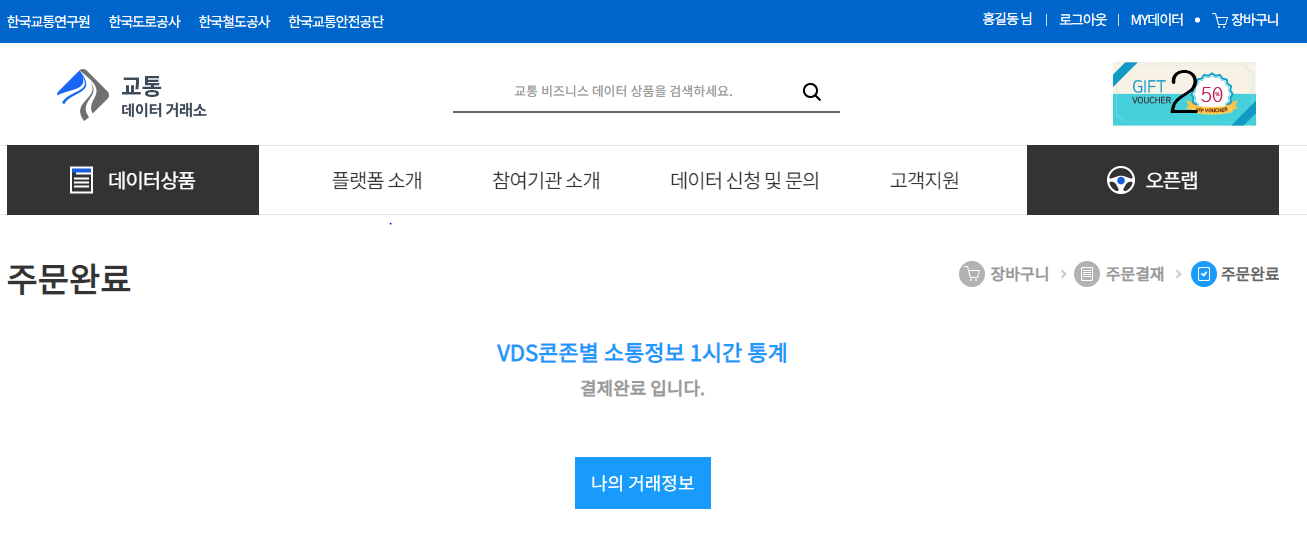 한국교통연구원 한국도로공사 한국철도공사 한국교통안전공단 홍길동 님 로그아웃 MY데이터 장바구니
교통
데이터 거래소
교통 비즈니스 데이터 상품을 검색하세요.
GIFT
VOUCHER
2
50%
VIP VOUCHER
데이터상품 플랫폼 소개 참여기관 소개 데이터 신청 및 문의 고객지원 오픈랩
주문완료
장바구니 > 주문결재 > 주문완료
VDS콘존별 소통정보 1시간 통계
결제완료 입니다.
나의 거래정보